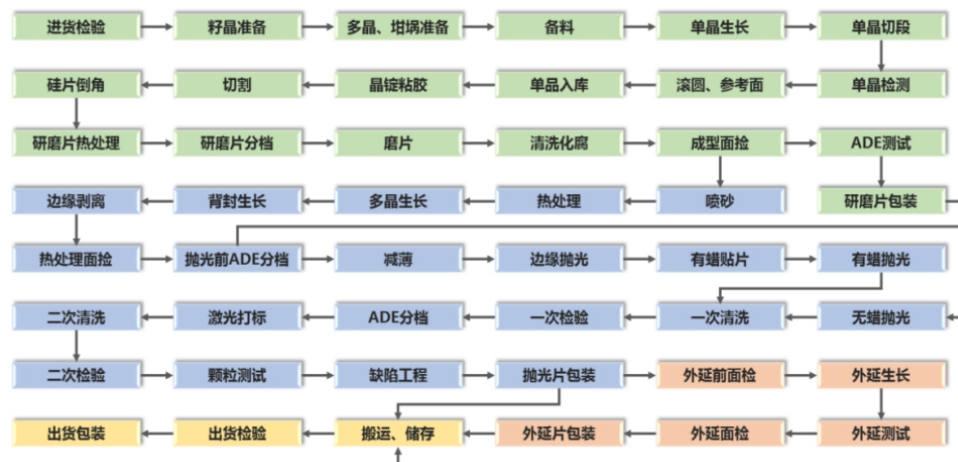 进货检验
籽晶准备
多晶、坩埚准备
备料
单晶生长
单晶切段
硅片倒角
切割
晶锭粘胶
单品入库
滚圆、参考面
单晶检测
研磨片热处理
研磨片分档
磨片
清洗化腐
成型面捡
ADE测试
边缘剥离
背封生长
多晶生长
热处理
喷砂
研磨片包装
热处理面捡
抛光前ADE分档
减薄
边缘抛光
有蜡贴片
有蜡抛光
二次清洗
激光打标
ADE分档
一次检验
一次清洗
无蜡抛光
二次检验
颗粒测试
缺陷工程
抛光片包装
外延前面检
外延生长
出货包装
出货检验
搬运、储存
外延片包装
外延面检
外延测试